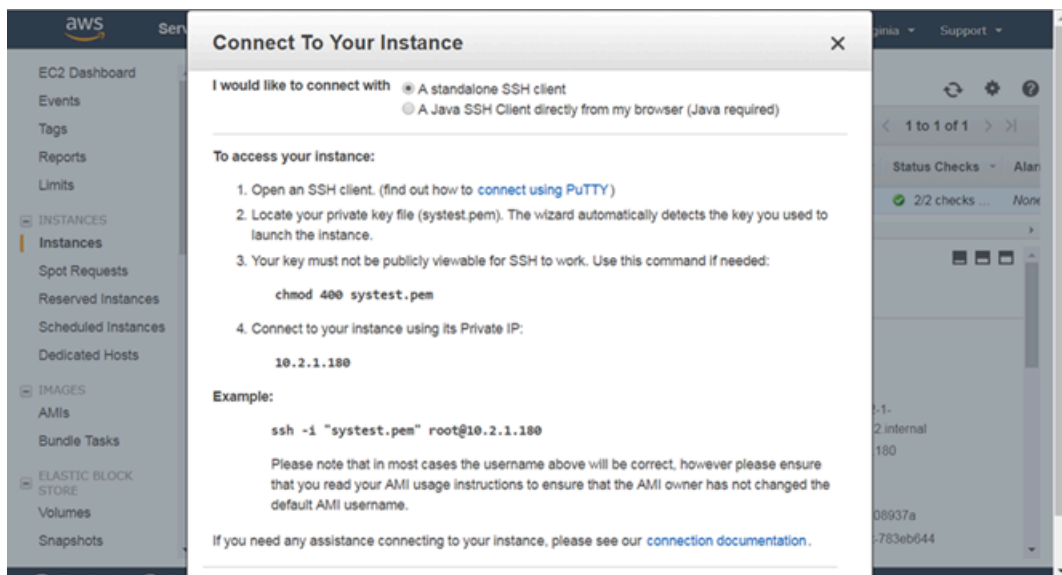 aws
Serv
ginia
Support
Connect To Your Instance
I would like to connect with
A standalone SSH client
A Java SSH Client directly from my browser (Java required)
To access your instance:
1. Open an SSH client. (find out how to connect using PuTTY)
2. Locate your private key file (systest.pem). The wizard automatically detects the key you used to
launch the instance.
3. Your key must not be publicly viewable for SSH to work. Use this command if needed:
chmod 400 systest.pem
4. Connect to your instance using its Private IP:
10.2.1.180
Example:
ssh -i "systest.pem" root@10.2.1.180
Please note that in most cases the username above will be correct, however please ensure
that you read your AMI usage instructions to ensure that the AMI owner has not changed the
default AMI username.
If you need any assistance connecting to your instance, please see our connection documentation.
EC2 Dashboard
Events
Tags
Reports
Limits
INSTANCES
Instances
Spot Requests
Reserved Instances
Scheduled Instances
Dedicated Hosts
IMAGES
AMIs
Bundle Tasks
ELASTIC BLOCK
STORE
Volumes
Snapshots
1 to 1 of 1
Status Checks
Alarm
2/2 checks ...
None
2-1-
2.internal
.180
08937a
-783eb644